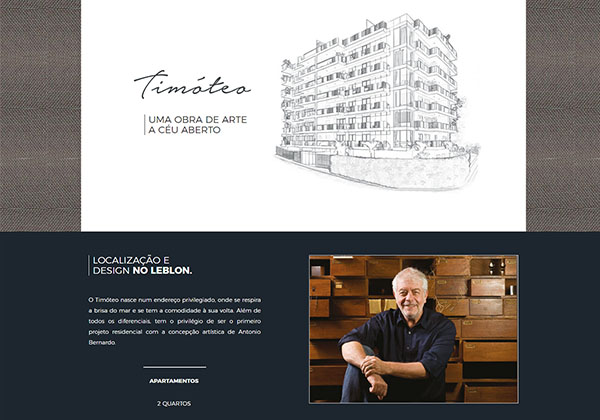 Timóteo
UMA OBRA DE ARTE
A CÉU ABERTO
LOCALIZAÇÃO E
DESIGN NO LEBLON.
O Timóteo nasce num endereço privilegiado, onde se respira
a brisa do mar e se tem a comodidade à sua volta. Além de
todos os diferenciais, tem o privilégio de ser o primeiro
projeto residencial com a concepção artística de Antonio
Bernardo.
APARTAMENTOS
2 QUARTOS